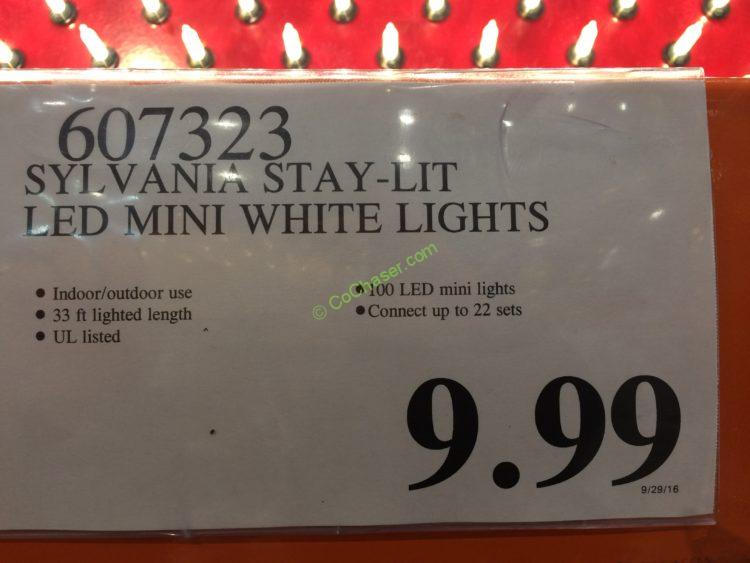 607323
SYLVANIA STAY-LIT
LED MINI WHITE LIGHTS
• Indoor/outdoor use
• 33 ft lighted length
• UL listed
• 100 LED mini lights
• Connect up to 22 sets
© CoChaser.com
9.99
9/29/16